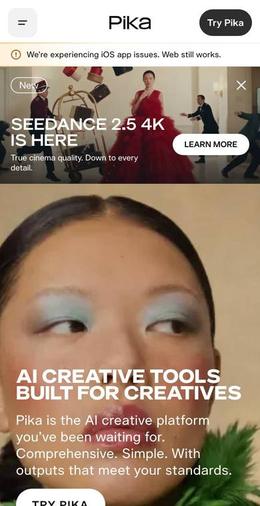 Pika
Try Pika
We're experiencing iOS app issues. Web still works.
New
SEEDANCE 2.5 4K
IS HERE
True cinema quality. Down to every
detail.
LEARN MORE
AI CREATIVE TOOLS
BUILT FOR CREATIVES
Pika is the AI creative platform
you've been waiting for.
Comprehensive. Simple. With
outputs that meet your standards.
TRY PIKA